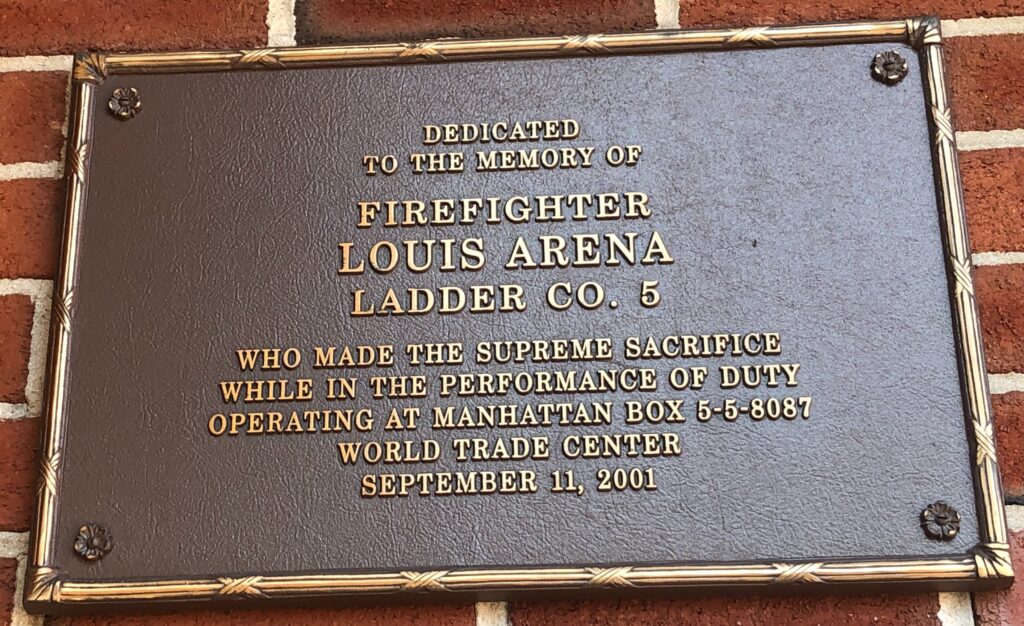 DEDICATED
TO THE MEMORY OF
FIREFIGHTER
LOUIS ARENA
LADDER CO. 5
WHO MADE THE SUPREME SACRIFICE
WHILE IN THE PERFORMANCE OF DUTY
OPERATING AT MANHATTAN BOX 5-5-8087
WORLD TRADE CENTER
SEPTEMBER 11, 2001